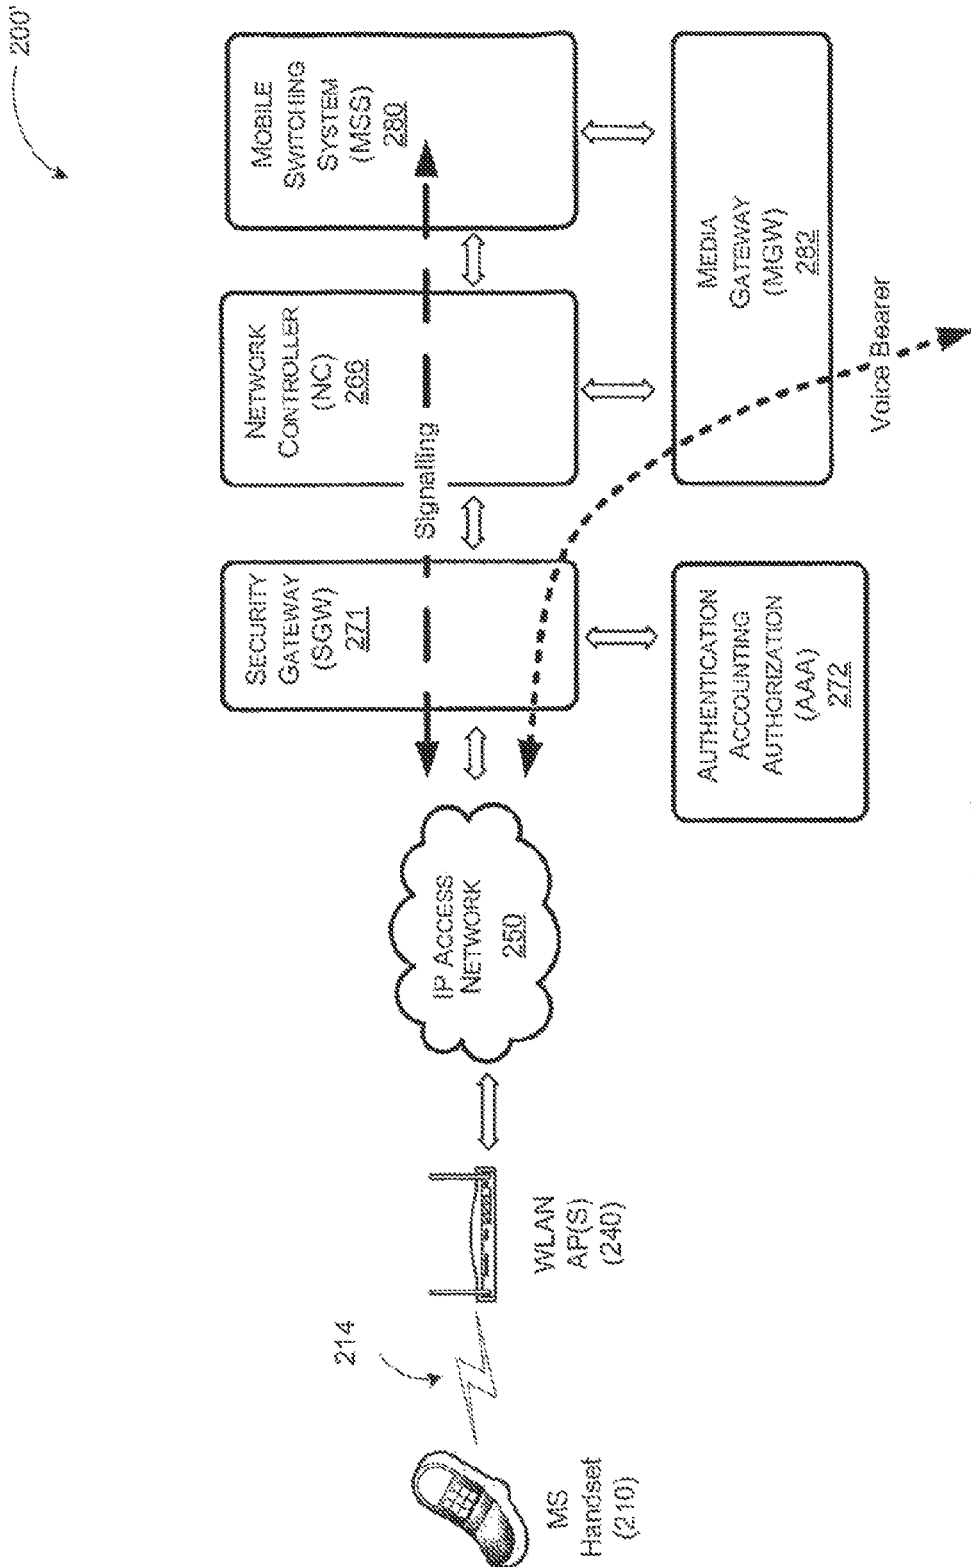 200'
MS
Handset
(210)
214
WLAN
AP(S)
(240)
IP ACCESS
NETWORK
250
SECURITY
GATEWAY
(SGW)
271
Signalling
NETWORK
CONTROLLER
(NC)
266
MOBILE
SWITCHING
SYSTEM
(MSS)
280
AUTHENTICATION
ACCOUNTING
AUTHORIZATION
(AAA)
272
MEDIA
GATEWAY
(MGW)
282
Voice Bearer